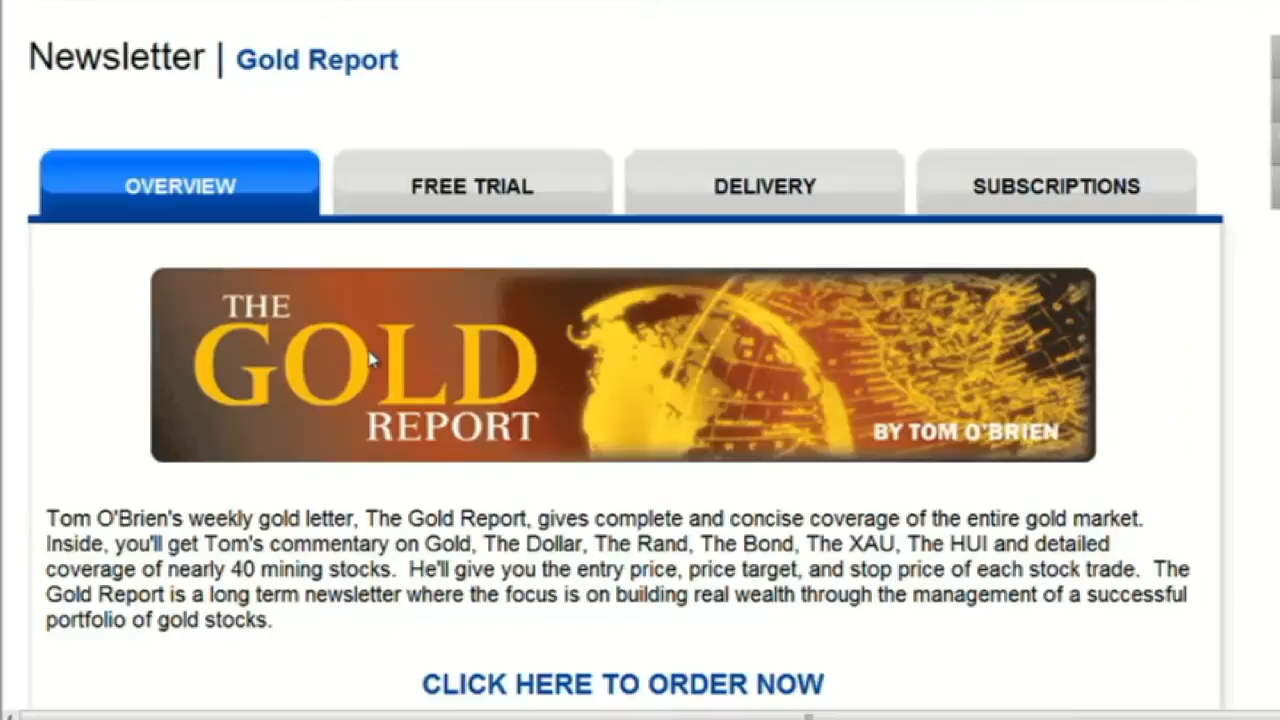 Newsletter | Gold Report
OVERVIEW
FREE TRIAL
DELIVERY
SUBSCRIPTIONS
THE
GOLD
REPORT
BY TOM O'BRIEN
Tom O'Brien's weekly gold letter, The Gold Report, gives complete and concise coverage of the entire gold market.
Inside, you'll get Tom's commentary on Gold, The Dollar, The Rand, The Bond, The XAU, The HUI and detailed
coverage of nearly 40 mining stocks.  He'll give you the entry price, price target, and stop price of each stock trade.  The
Gold Report is a long term newsletter where the focus is on building real wealth through the management of a successful
portfolio of gold stocks.
CLICK HERE TO ORDER NOW